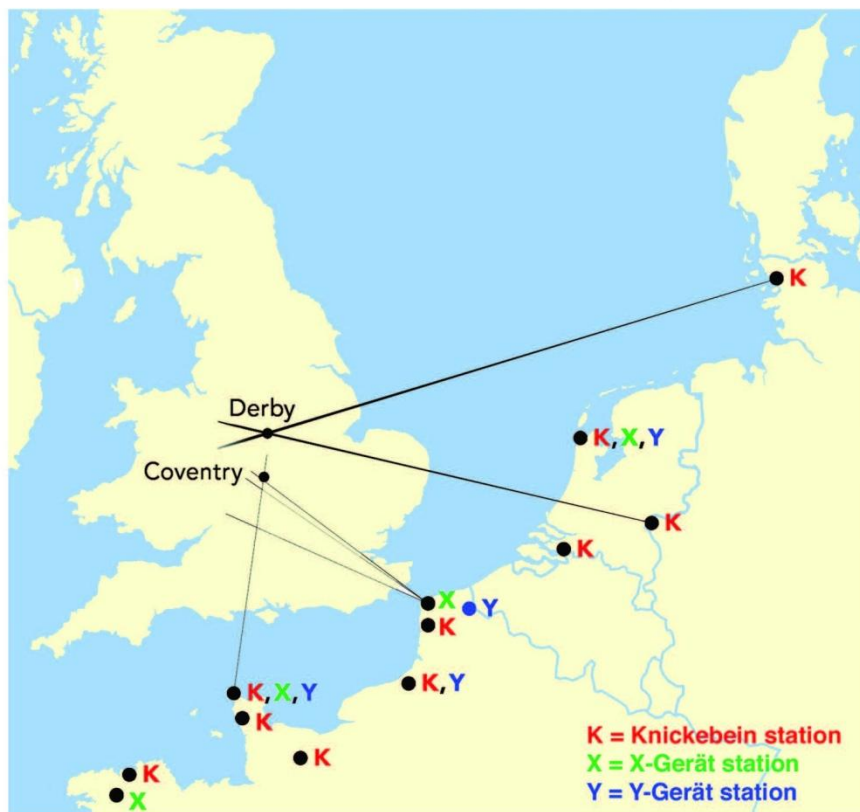 K
Derby
K, X, Y
Coventry
K
K
X
Y
K
K, Y
K, X, Y
K
K
K
X
K = Knickebein station
X = X-Gerät station
Y = Y-Gerät station